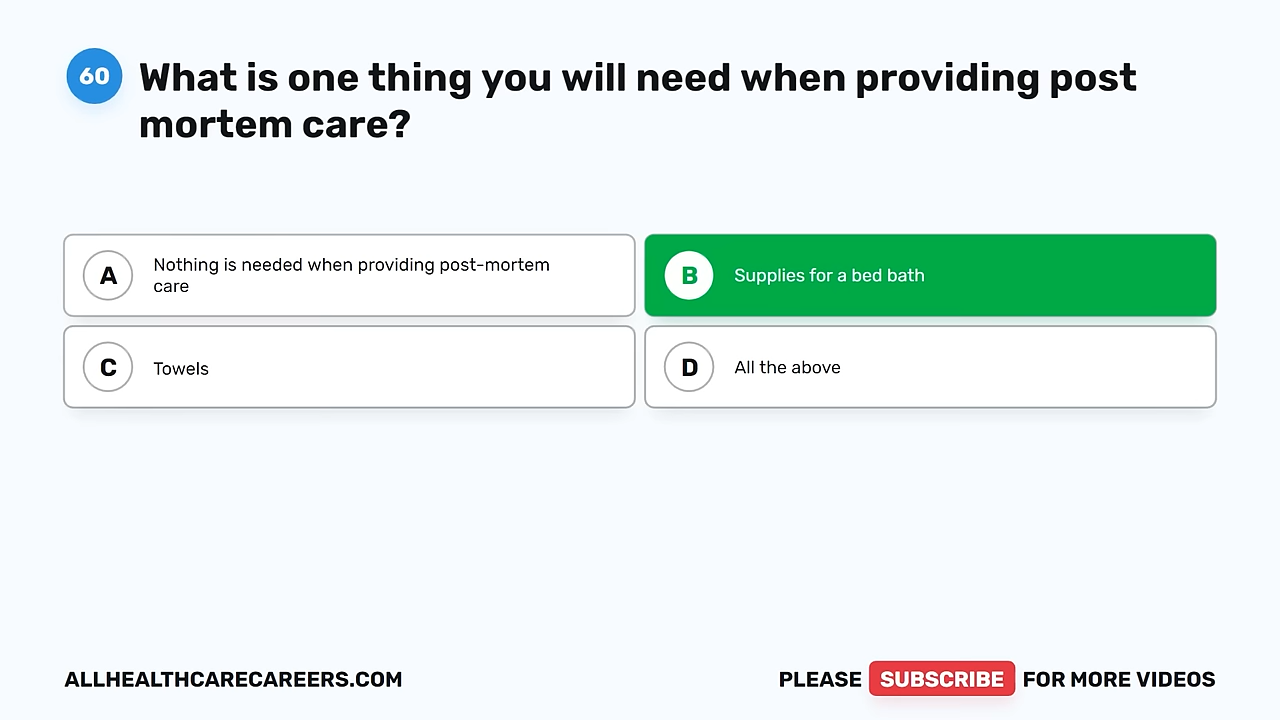 60
What is one thing you will need when providing post
mortem care?
A
Nothing is needed when providing post-mortem
care
B
Supplies for a bed bath
C
Towels
D
All the above
ALLHEALTHCARECAREERS.COM
PLEASE SUBSCRIBE FOR MORE VIDEOS